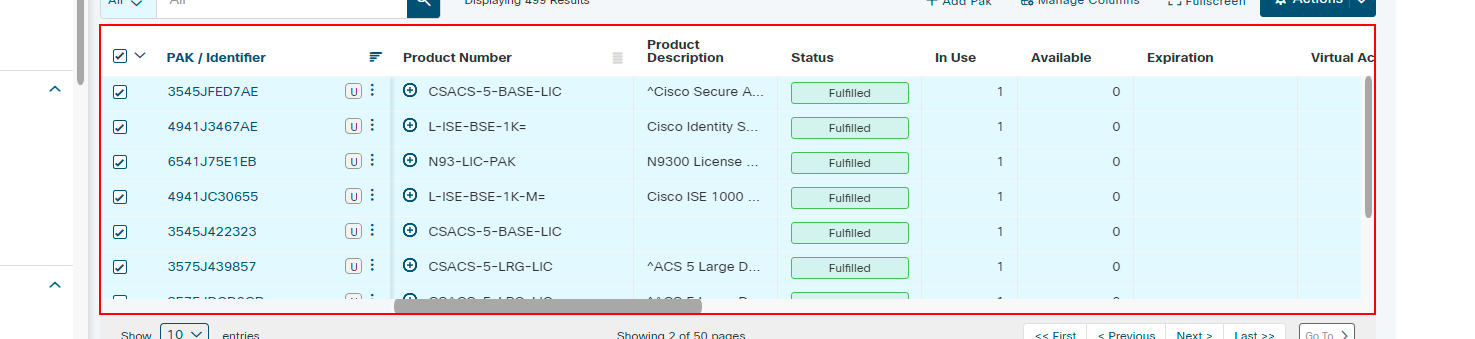 All All Displaying 499 Results + Add Pak Manage Columns Fullscreen Actions
PAK / Identifier Product Number Product Description Status In Use Available Expiration Virtual Ac
3545JFED7AE U CSACS-5-BASE-LIC ^Cisco Secure A... Fulfilled 1 0
4941J3467AE U L-ISE-BSE-1K= Cisco Identity S... Fulfilled 1 0
6541J75E1EB U N93-LIC-PAK N9300 License ... Fulfilled 1 0
4941JC30655 U L-ISE-BSE-1K-M= Cisco ISE 1000 ... Fulfilled 1 0
3545J422323 U CSACS-5-BASE-LIC Fulfilled 1 0
3575J439857 U CSACS-5-LRG-LIC ^ACS 5 Large D... Fulfilled 1 0
Show 10 entries Showing 2 of 50 pages << First < Previous Next > Last >> Go To >